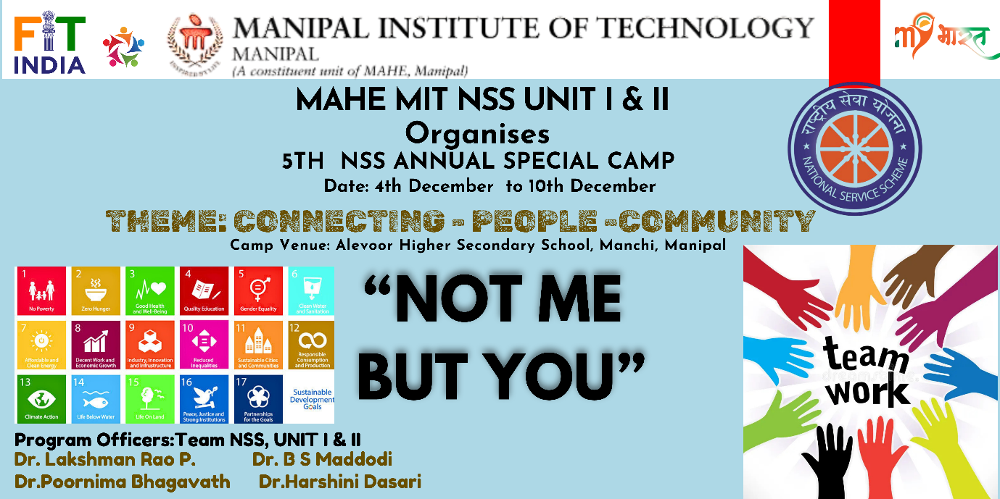 FIT
INDIA
MANIPAL INSTITUTE OF TECHNOLOGY
MANIPAL
(A constituent unit of MAHE, Manipal)
INSPIRED BY LIFE
my भारत
MAHE MIT NSS UNIT I & II
Organises
5TH NSS ANNUAL SPECIAL CAMP
Date: 4th December to 10th December
राष्ट्रीय सेवा योजना
NATIONAL SERVICE SCHEME
THEME: CONNECTING - PEOPLE -COMMUNITY
Camp Venue: Alevoor Higher Secondary School, Manchi, Manipal
1
No Poverty
2
Zero Hunger
3
Good Health
and Well-Being
4
Quality Education
5
Gender Equality
6
Clean Water
and Sanitation
7
Affordable and
Clean Energy
8
Decent Work and
Economic Growth
9
Industry, Innovation
and Infrastructure
10
Reduced
Inequalities
11
Sustainable Cities
and Communities
12
Responsible
Consumption
and Production
13
Climate Action
14
Life Below Water
15
Life On Land
16
Peace, Justice and
Strong Institutions
17
Partnerships
for the Goals
Sustainable
Development
Goals
“NOT ME
BUT YOU”
team
work
Program Officers:Team NSS, UNIT I & II
Dr. Lakshman Rao P. Dr. B S Maddodi
Dr.Poornima Bhagavath Dr.Harshini Dasari